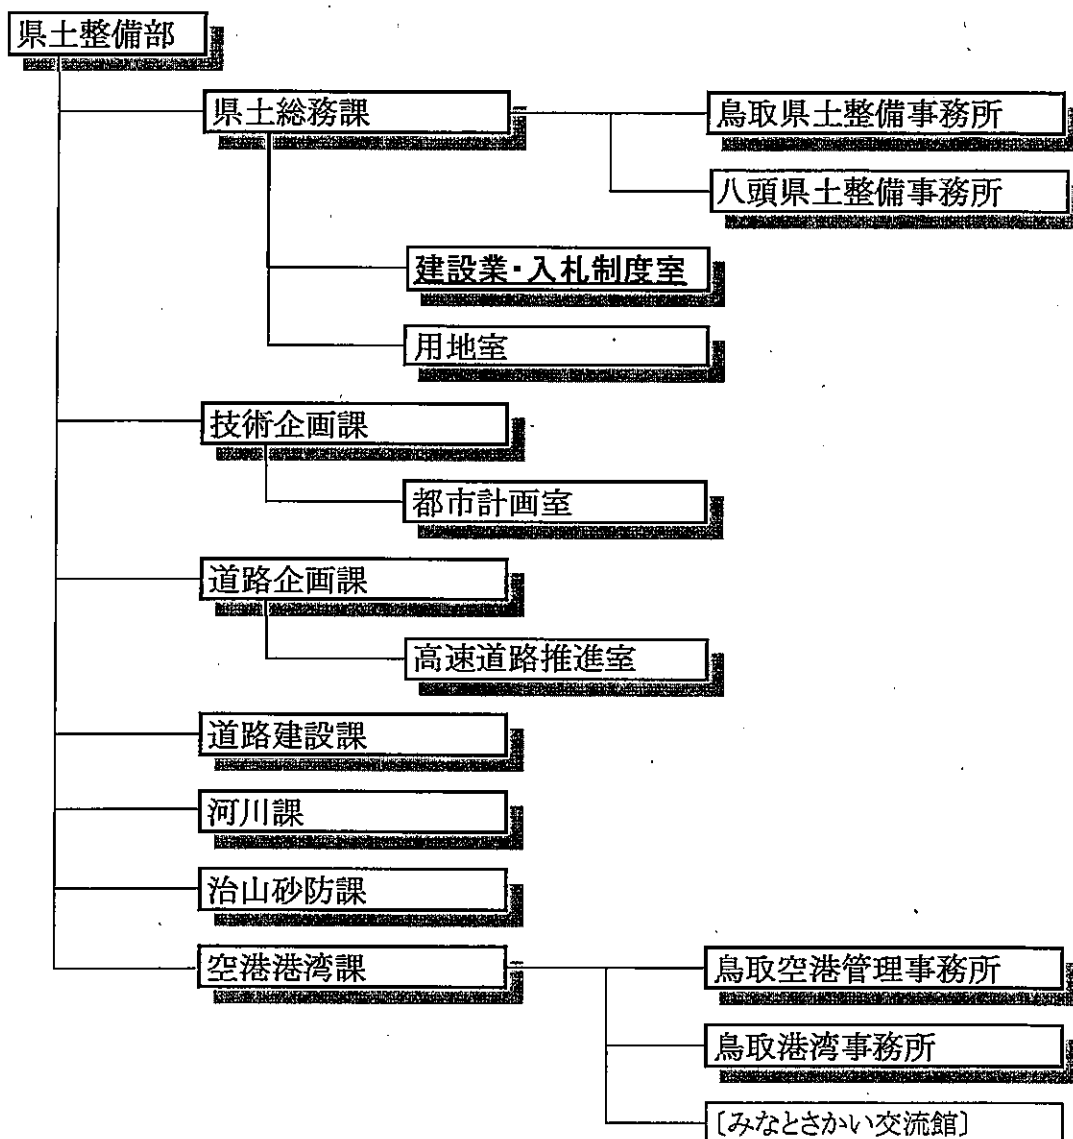 県土整備部
県土総務課
鳥取県土整備事務所
八頭県土整備事務所
建設業・入札制度室
用地室
技術企画課
都市計画室
道路企画課
高速道路推進室
道路建設課
河川課
治山砂防課
空港港湾課
鳥取空港管理事務所
鳥取港湾事務所
〔みなとさかい交流館〕